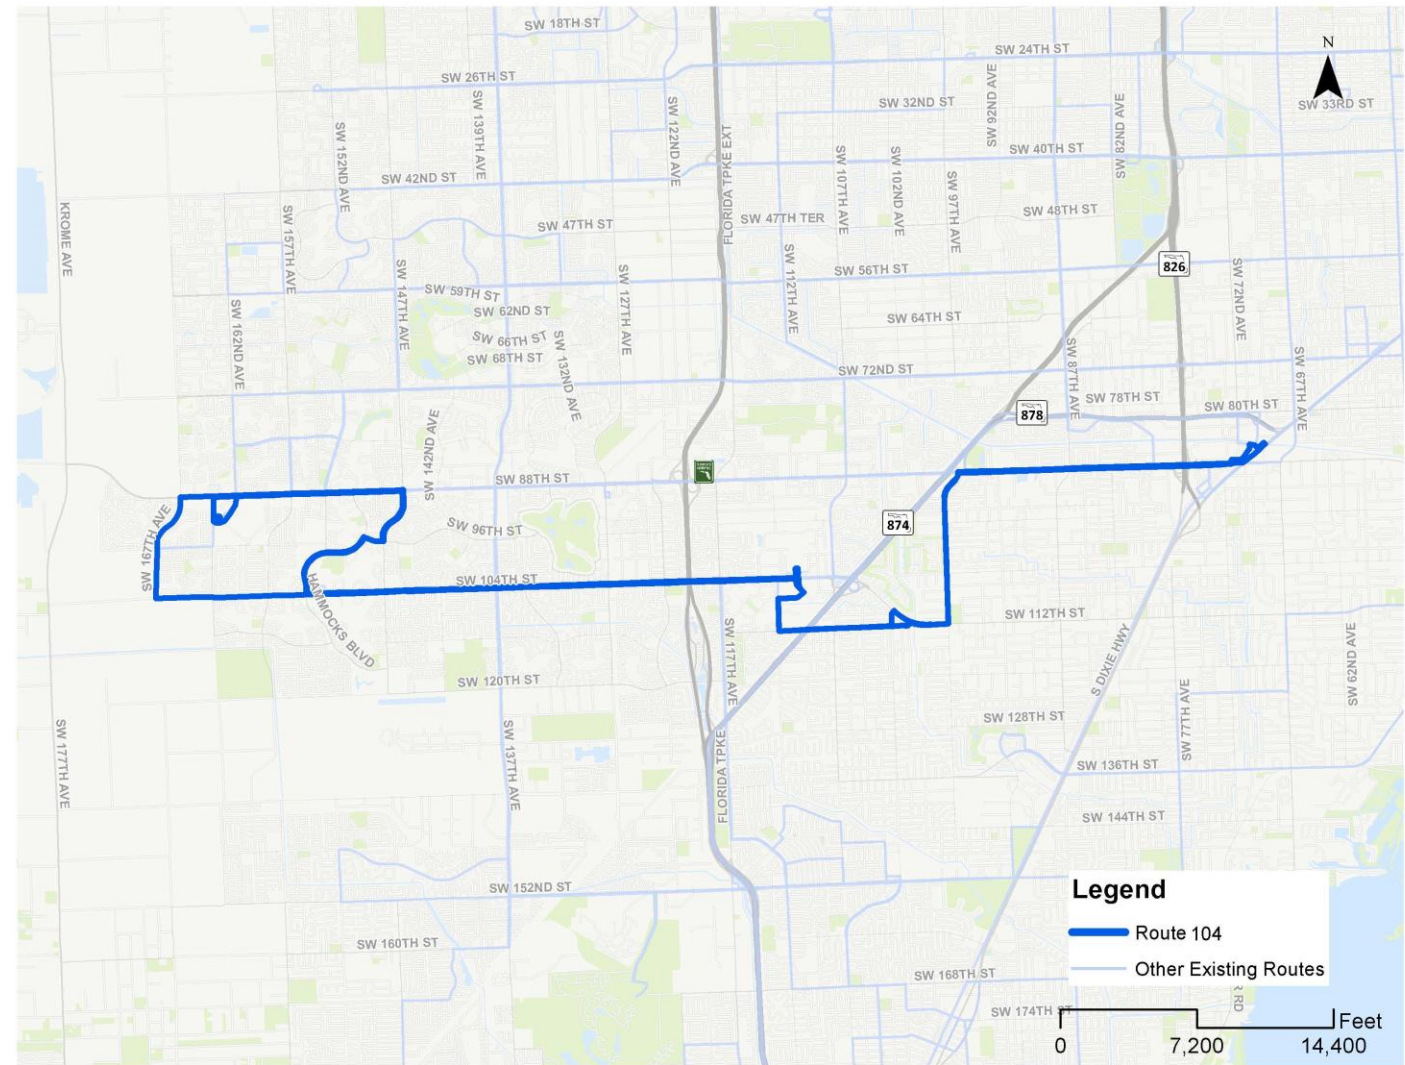 SW 18TH ST
SW 24TH ST
N
SW 26TH ST
SW 32ND ST
SW 33RD ST
SW 139TH AVE
SW 122ND AVE
SW 92ND AVE
SW 82ND AVE
SW 152ND AVE
FLORIDA TPKE EXT
SW 40TH ST
SW 107TH AVE
SW 102ND AVE
SW 97TH AVE
SW 42ND ST
KROME AVE
SW 157TH AVE
SW 47TH ST
SW 47TH TER
SW 48TH ST
SW 147TH AVE
SW 127TH AVE
SW 112TH AVE
SW 56TH ST
826
SW 72ND AVE
SW 162ND AVE
SW 59TH ST
SW 62ND ST
SW 64TH ST
SW 66TH ST
SW 68TH ST
SW 132ND AVE
SW 87TH AVE
SW 67TH AVE
SW 72ND ST
SW 78TH ST
SW 80TH ST
878
SW 142ND AVE
SW 88TH ST
SW 167TH AVE
SW 96TH ST
874
SW 104TH ST
HAMMOCKS BLVD
SW 112TH ST
SW 117TH AVE
S DIXIE HWY
SW 62ND AVE
SW 120TH ST
SW 77TH AVE
SW 177TH AVE
SW 137TH AVE
FLORIDA TPKE
SW 128TH ST
SW 136TH ST
SW 144TH ST
SW 152ND ST
SW 160TH ST
SW 168TH ST
SW 174TH ST
R RD
Legend
Route 104
Other Existing Routes
Feet
0 7,200 14,400